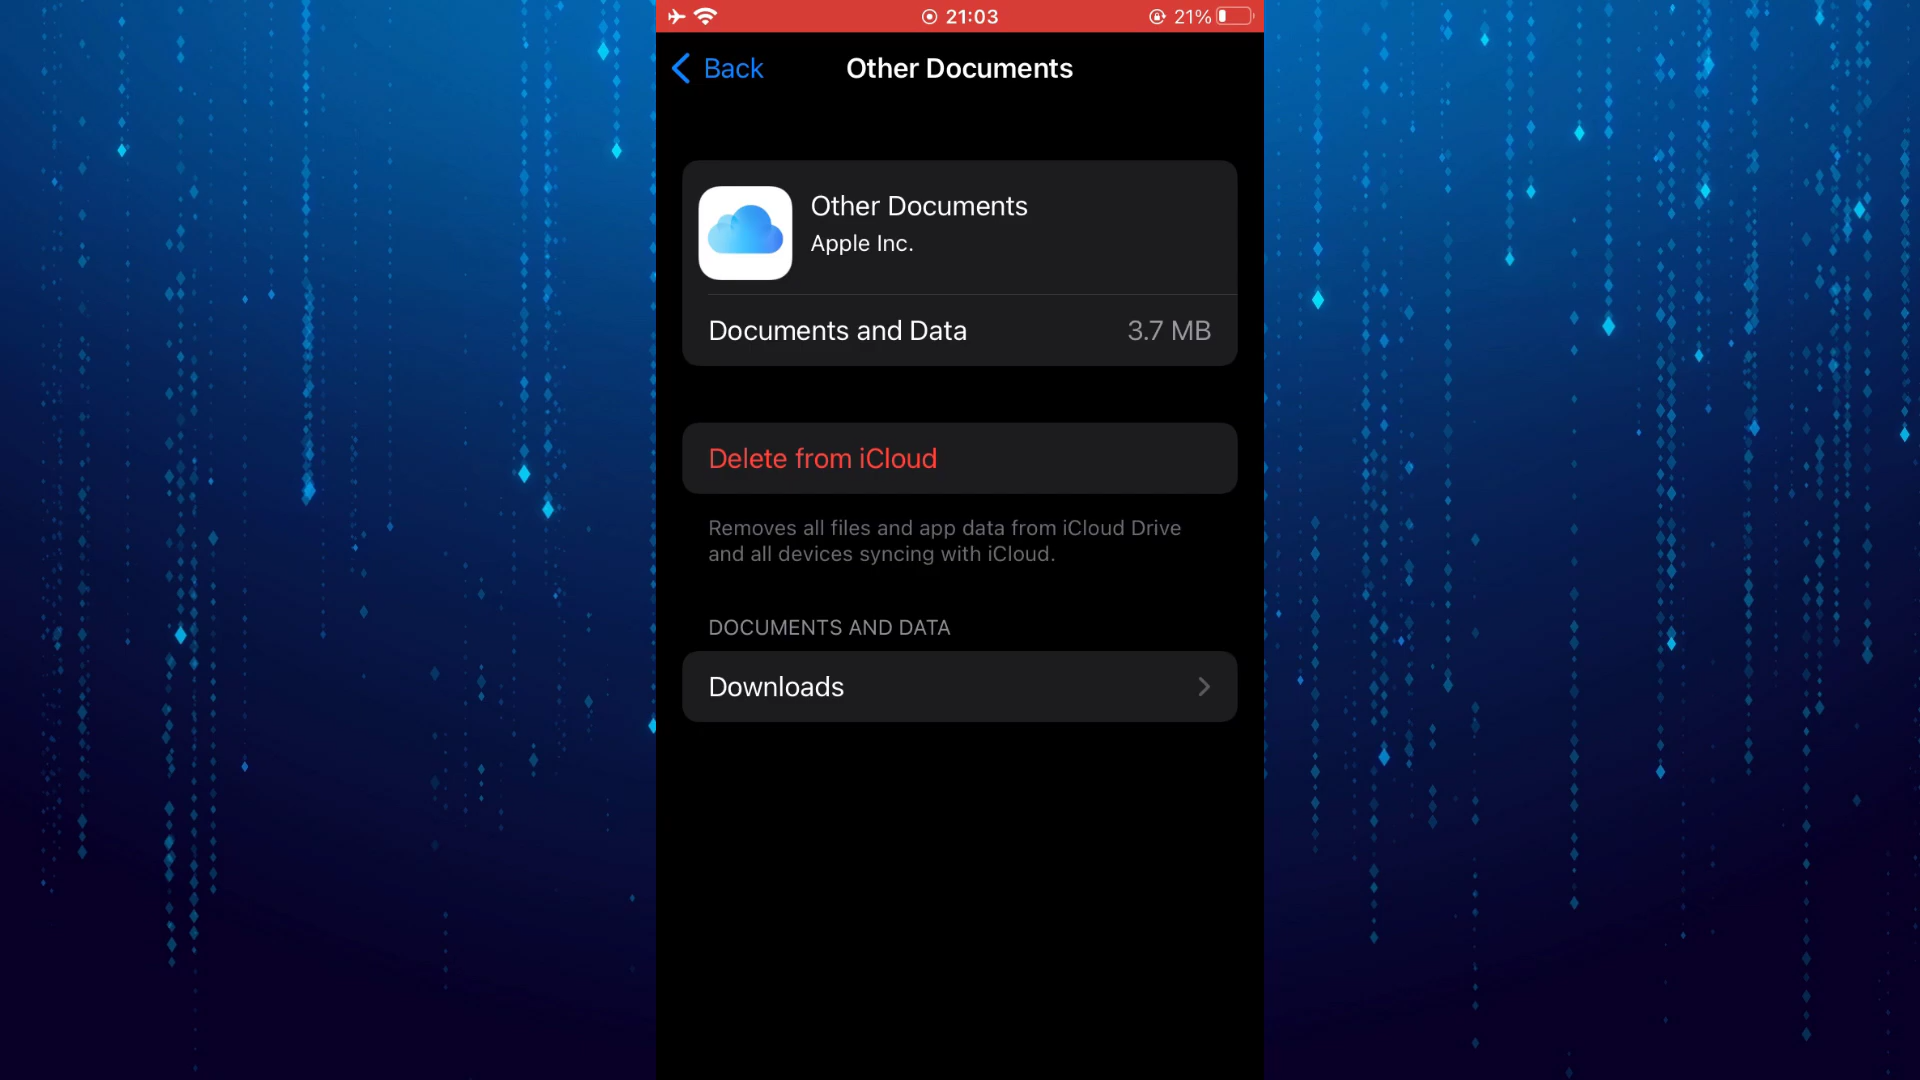 21:03
21%
Back
Other Documents
Other Documents
Apple Inc.
Documents and Data 3.7 MB
Delete from iCloud
Removes all files and app data from iCloud Drive
and all devices syncing with iCloud.
DOCUMENTS AND DATA
Downloads